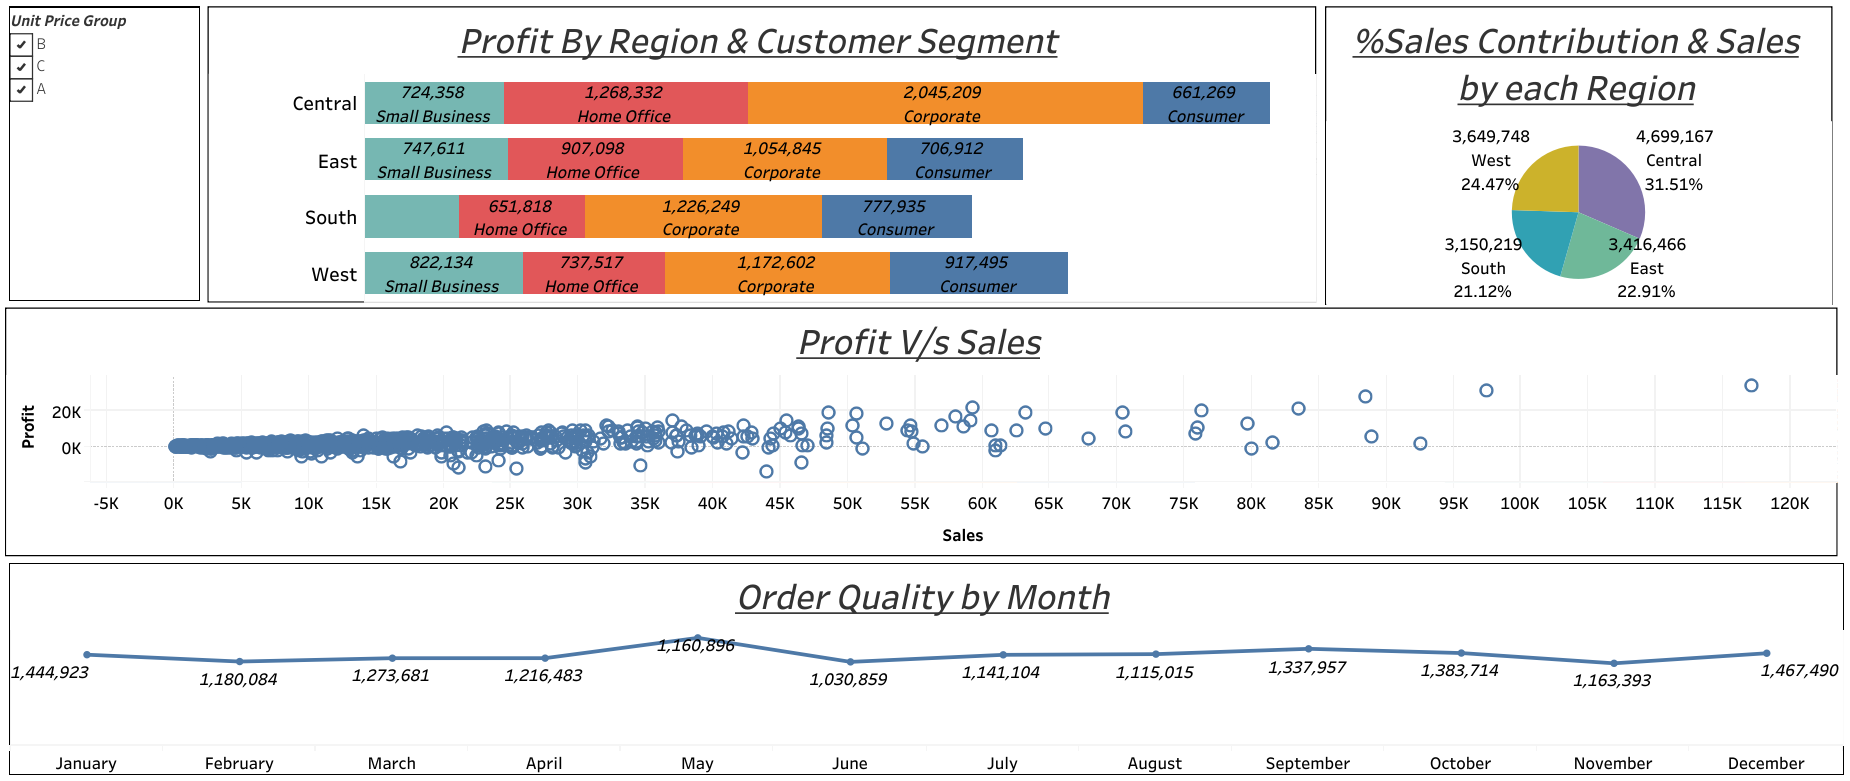 Unit Price Group
B
C
A
Profit By Region & Customer Segment
Central
724,358
Small Business
1,268,332
Home Office
2,045,209
Corporate
661,269
Consumer
East
747,611
Small Business
907,098
Home Office
1,054,845
Corporate
706,912
Consumer
South
651,818
Home Office
1,226,249
Corporate
777,935
Consumer
West
822,134
Small Business
737,517
Home Office
1,172,602
Corporate
917,495
Consumer
%Sales Contribution & Sales
by each Region
3,649,748
West
24.47%
4,699,167
Central
31.51%
3,150,219
South
21.12%
3,416,466
East
22.91%
Profit V/s Sales
Profit
20K
0K
-5K 0K 5K 10K 15K 20K 25K 30K 35K 40K 45K 50K 55K 60K 65K 70K 75K 80K 85K 90K 95K 100K 105K 110K 115K 120K
Sales
Order Quality by Month
1,444,923 1,180,084 1,273,681 1,216,483 1,160,896 1,030,859 1,141,104 1,115,015 1,337,957 1,383,714 1,163,393 1,467,490
January February March April May June July August September October November December